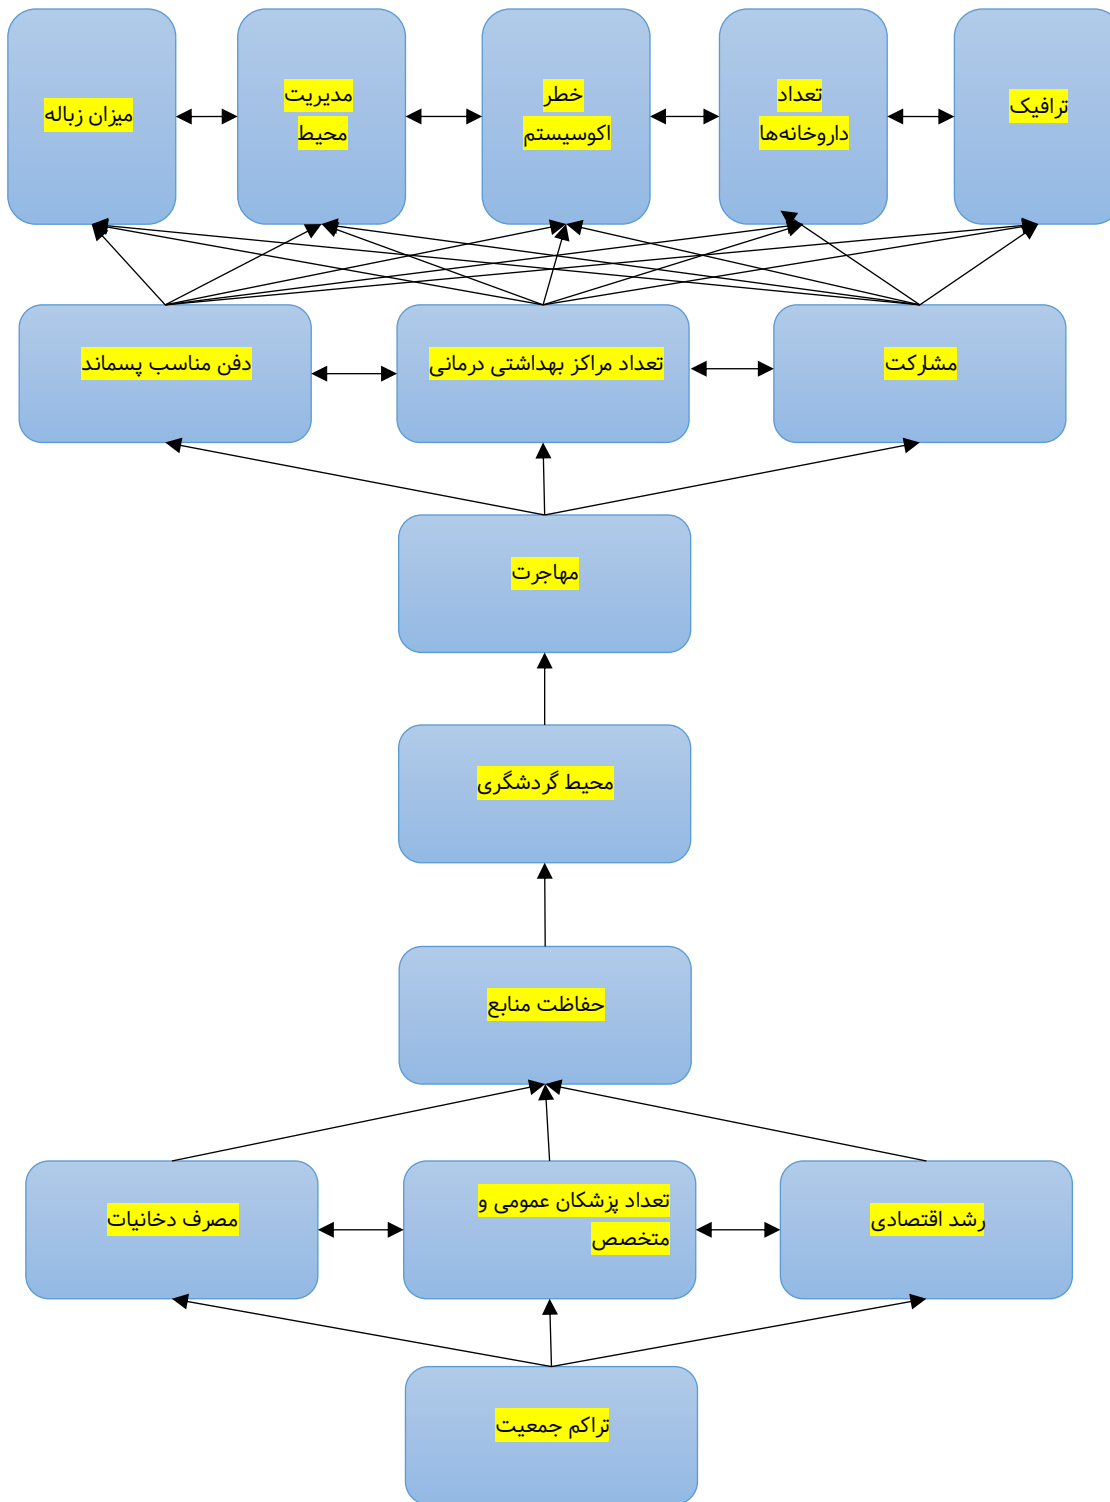 ترافیک
تعداد
داروخانه‌ها
خطر
اکوسیستم
مدیریت
محیط
میزان زباله
مشارکت
تعداد مراکز بهداشتی درمانی
دفن مناسب پسماند
مهاجرت
محیط گردشگری
حفاظت منابع
رشد اقتصادی
تعداد پزشکان عمومی و
متخصص
مصرف دخانیات
تراکم جمعیت